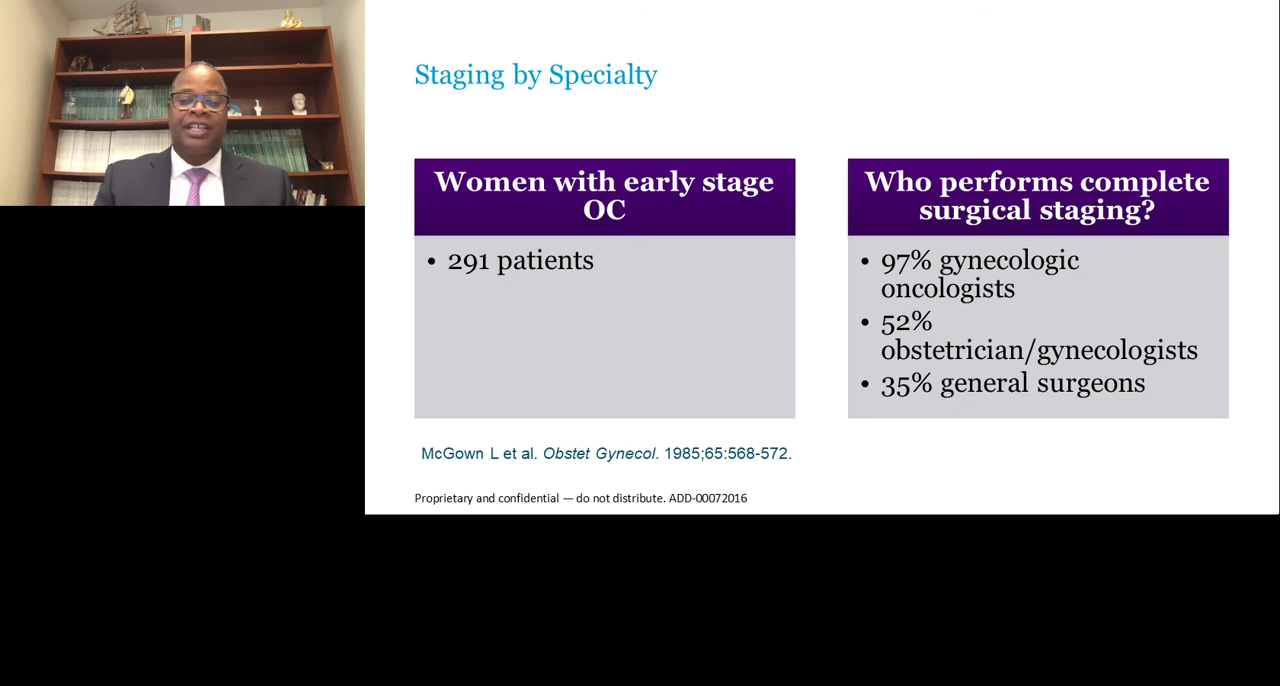 Staging by Specialty
Women with early stage
OC
• 291 patients
Who performs complete
surgical staging?
• 97% gynecologic
oncologists
• 52%
obstetrician/gynecologists
• 35% general surgeons
McGown L et al. Obstet Gynecol. 1985;65:568-572.
Proprietary and confidential — do not distribute. ADD-00072016